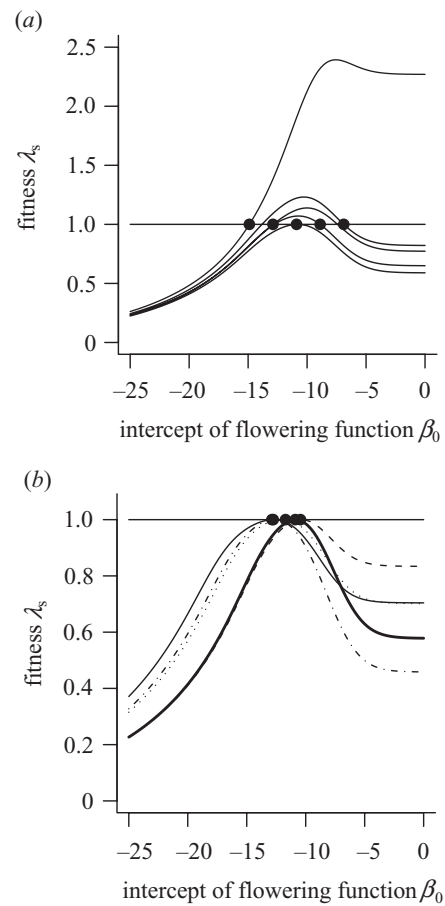 (a)
2.5
2.0
1.5
1.0
0.5
0
fitness λs
−25 −20 −15 −10 −5 0
intercept of flowering function β0
(b)
1.0
0.8
0.6
0.4
0.2
0
fitness λs
−25 −20 −15 −10 −5 0
intercept of flowering function β0